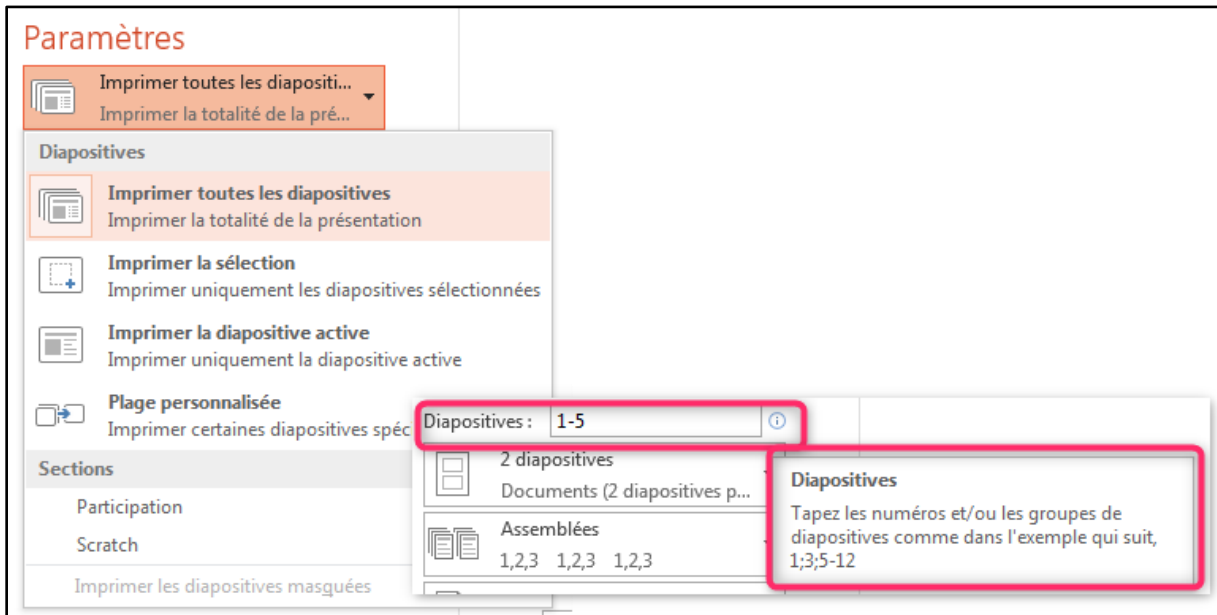 Paramètres
Imprimer toutes les diapositi...
Imprimer la totalité de la pré...
Diapositives
Imprimer toutes les diapositives
Imprimer la totalité de la présentation
Imprimer la sélection
Imprimer uniquement les diapositives sélectionnées
Imprimer la diapositive active
Imprimer uniquement la diapositive active
Plage personnalisée
Imprimer certaines diapositives spéc
Sections
Participation
Scratch
Imprimer les diapositives masquées
Diapositives : 1-5
2 diapositives
Documents (2 diapositives p...
Assemblées
1,2,3 1,2,3 1,2,3
Diapositives
Tapez les numéros et/ou les groupes de
diapositives comme dans l'exemple qui suit,
1;3;5-12